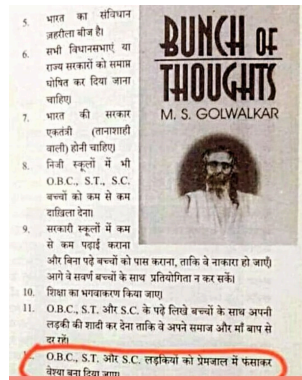 5. भारत का संविधान
ज़हरीला बीज है।
6. सभी विधानसभाएं या
राज्य सरकारों को समाप्त
घोषित कर दिया जाना
चाहिए।
7. भारत की सरकार
एकतंत्री (तानाशाही
वाली) होनी चाहिए।
8. निजी स्कूलों में भी
O.B.C., S.T., S.C.
बच्चों को कम से कम
दाखिला देना।
9. सरकारी स्कूलों में कम
से कम पढ़ाई कराना
और बिना पढ़े बच्चों को पास कराना, ताकि वे नाकारा हो जाएँ।
आगे वे सवर्ण बच्चों के साथ प्रतियोगिता न कर सकें।
10. शिक्षा का भगवाकरण किया जाए।
11. O.B.C., S.T. और S.C. के पढ़े लिखे बच्चों के साथ अपनी
लड़की की शादी कर देना ताकि वे अपने समाज और माँ बाप से
दूर रहें।
O.B.C., S.T. और S.C. लड़कियों को प्रेमजाल में फंसाकर
वेश्या बना दिया जाए।
BUNCH OF
THOUGHTS
M. S. GOLWALKAR